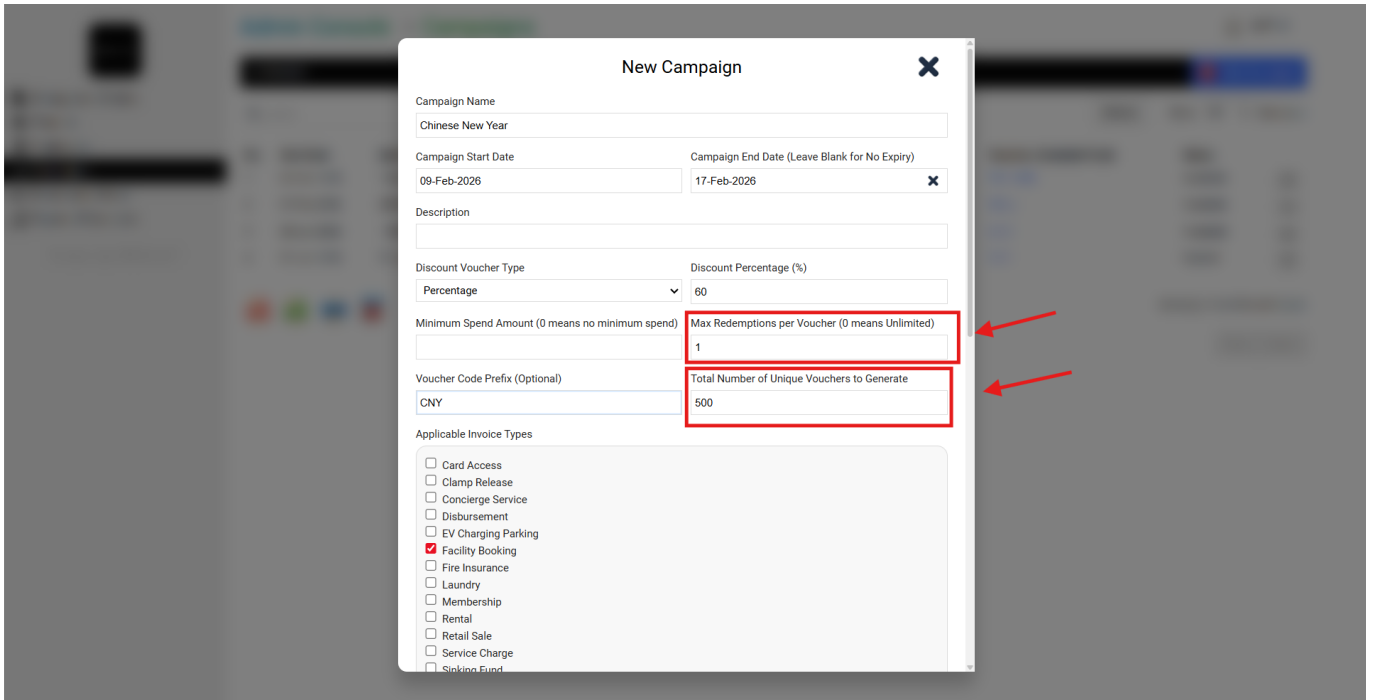 New Campaign
Campaign Name
Chinese New Year
Campaign Start Date
Campaign End Date (Leave Blank for No Expiry)
09-Feb-2026
17-Feb-2026
Description
Discount Voucher Type
Discount Percentage (%)
Percentage
60
Minimum Spend Amount (0 means no minimum spend)
Max Redemptions per Voucher (0 means Unlimited)
1
Voucher Code Prefix (Optional)
Total Number of Unique Vouchers to Generate
CNY
500
Applicable Invoice Types
Card Access
Clamp Release
Concierge Service
Disbursement
EV Charging Parking
Facility Booking
Fire Insurance
Laundry
Membership
Rental
Retail Sale
Service Charge
Sinking Fund